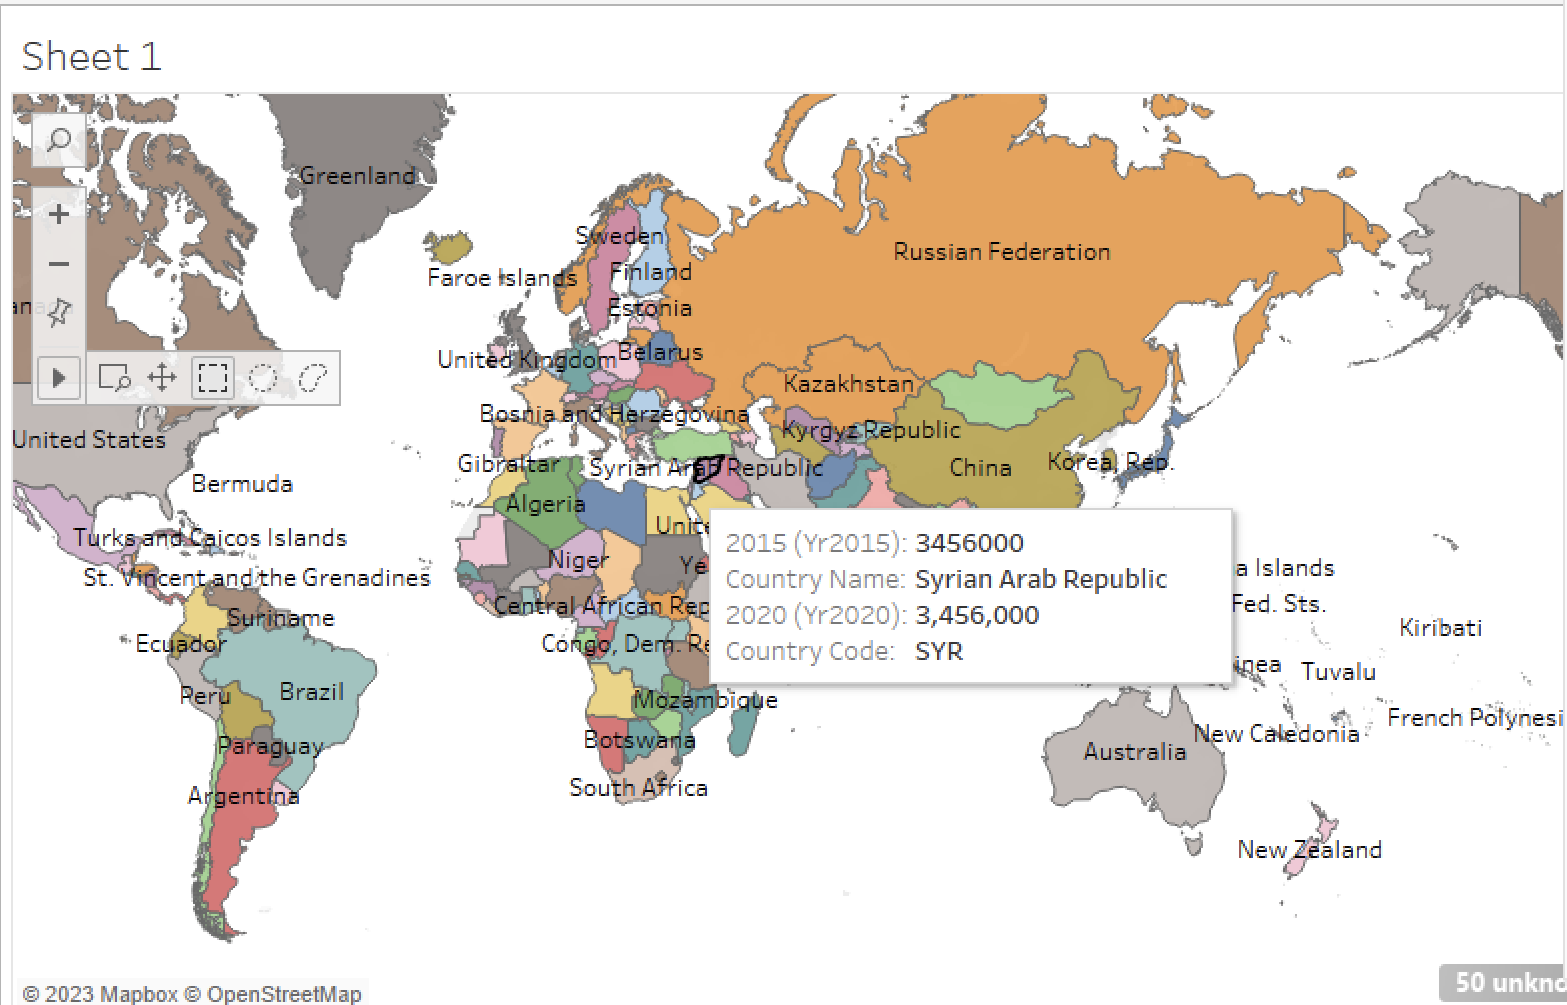 Sheet 1
Greenland
Sweden
Russian Federation
Faroe Islands
Finland
Estonia
United Kingdom
Belarus
Kazakhstan
Bosnia and Herzegovina
Kyrgyz Republic
United States
Gibraltar
Syrian Arab Republic
China
Korea, Rep.
Bermuda
Algeria
Turks and Caicos Islands
Niger
St. Vincent and the Grenadines
Central African Rep
Suriname
Ecuador
Congo, Dem. Re
2015 (Yr2015): 3456000
Country Name: Syrian Arab Republic
2020 (Yr2020): 3,456,000
Country Code: SYR
a Islands
Fed. Sts.
Kiribati
inea
Tuvalu
Peru
Brazil
Mozambique
French Polynesi
New Caledonia
Paraguay
Botswana
Australia
Argentina
South Africa
New Zealand
© 2023 Mapbox © OpenStreetMap
50 unkno